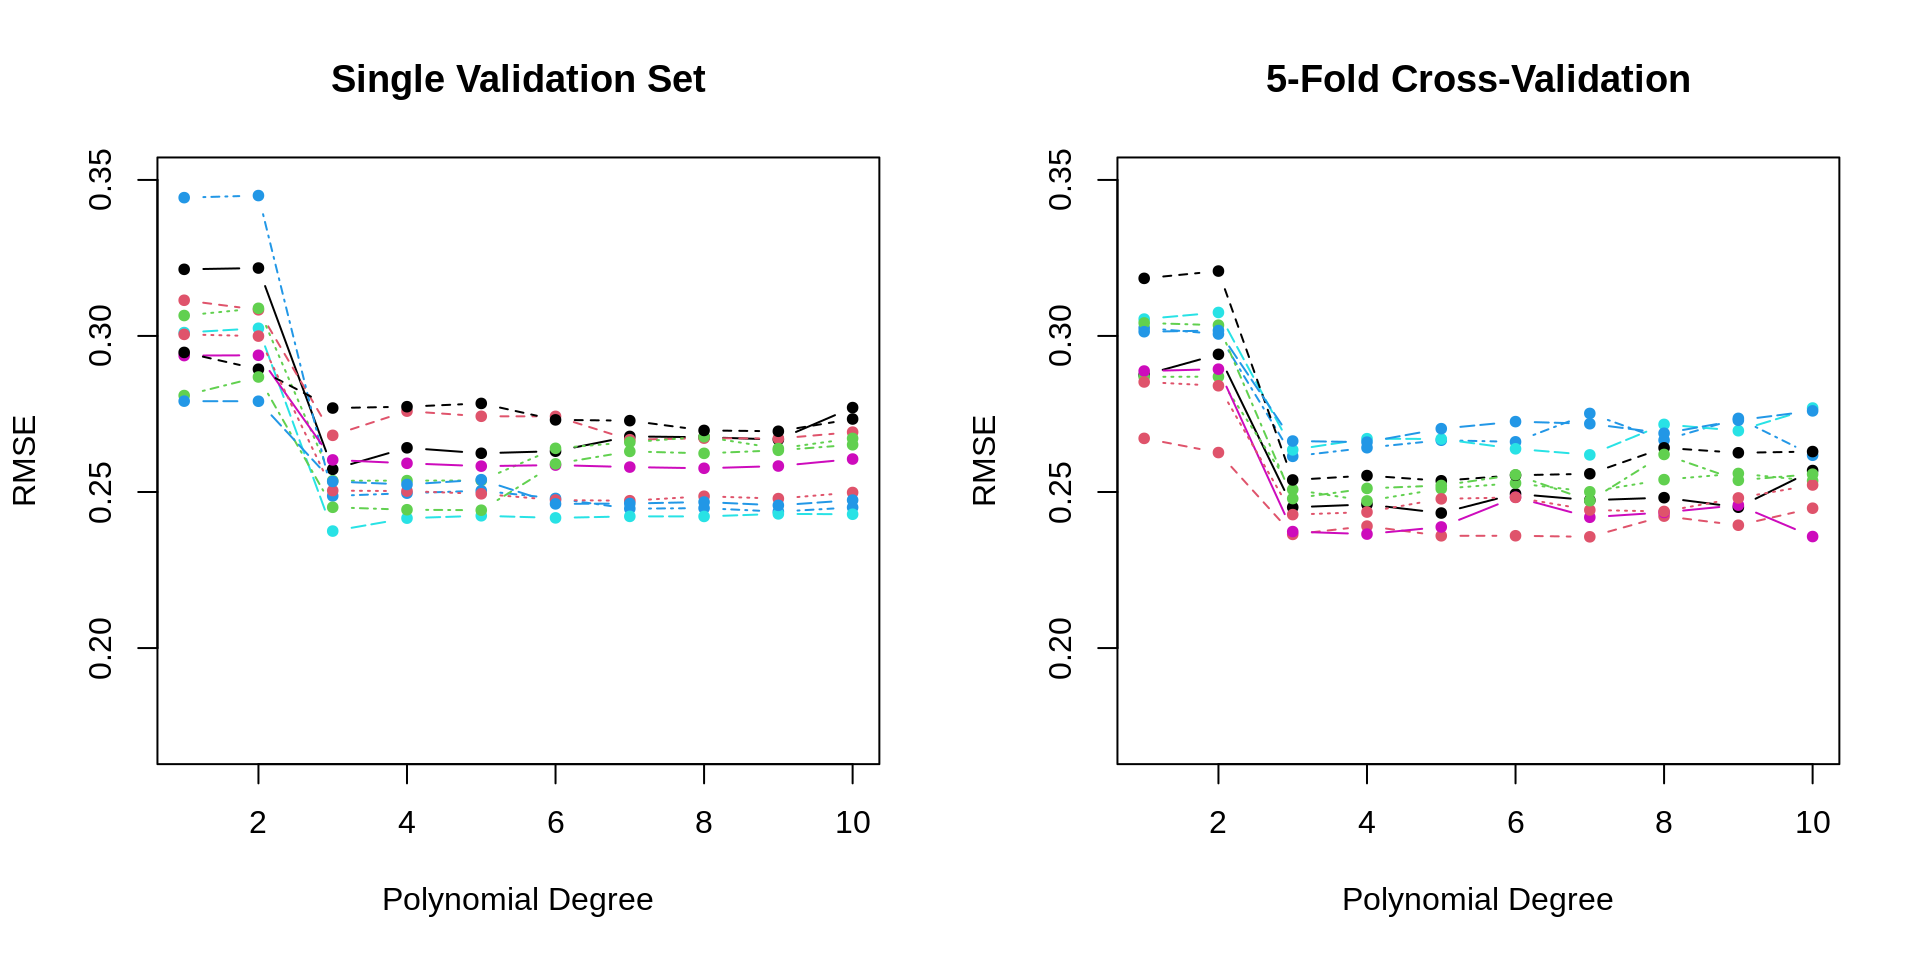 Single Validation Set
RMSE
0.35
0.30
0.25
0.20
2 4 6 8 10
Polynomial Degree
5-Fold Cross-Validation
RMSE
0.35
0.30
0.25
0.20
2 4 6 8 10
Polynomial Degree